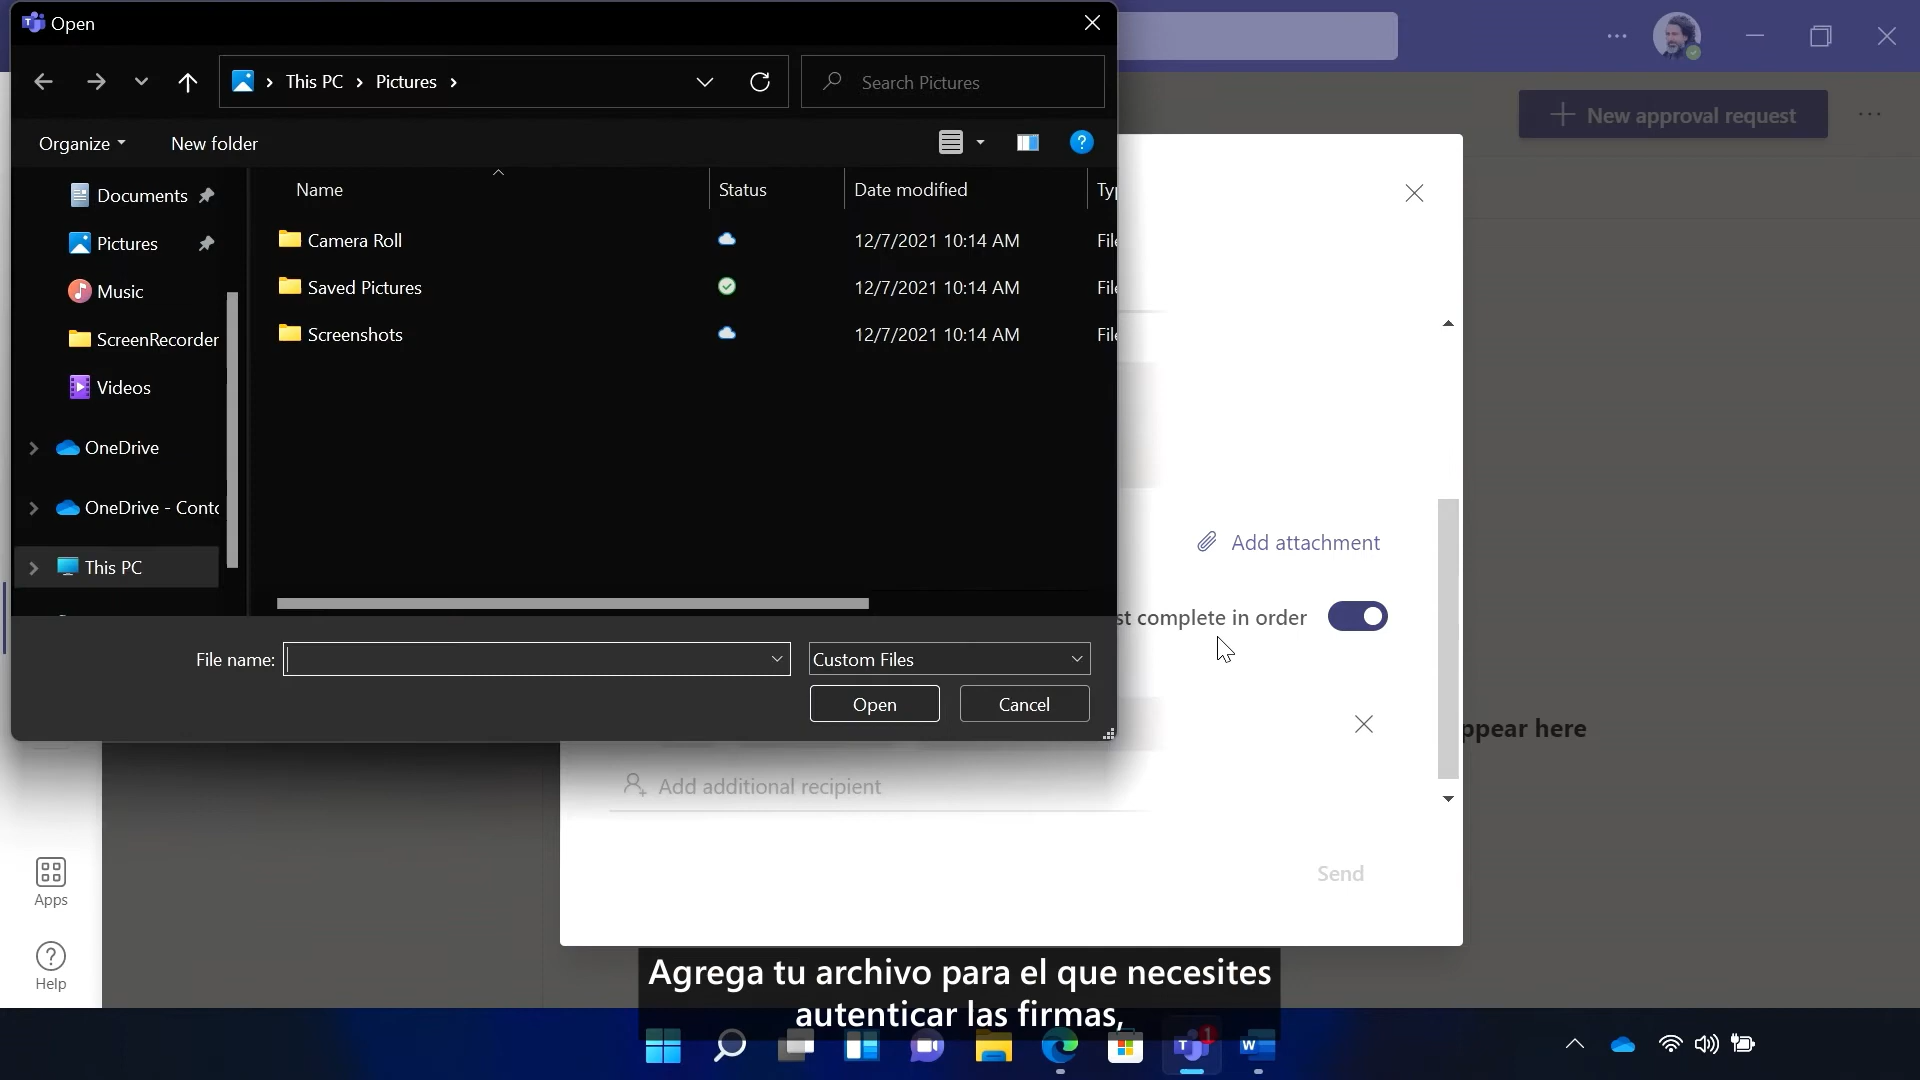 Open
This PC
Pictures
Search Pictures
New approval request
Organize
New folder
Name
Status
Date modified
Documents
Pictures
Music
ScreenRecorder
Videos
OneDrive
OneDrive - Conto
This PC
Camera Roll
12/7/2021 10:14 AM
Saved Pictures
12/7/2021 10:14 AM
Screenshots
12/7/2021 10:14 AM
Add attachment
st complete in order
File name:
Custom Files
Open
Cancel
ppear here
Add additional recipient
Apps
Send
Help
Agrega tu archivo para el que necesites
autenticar las firmas,
1